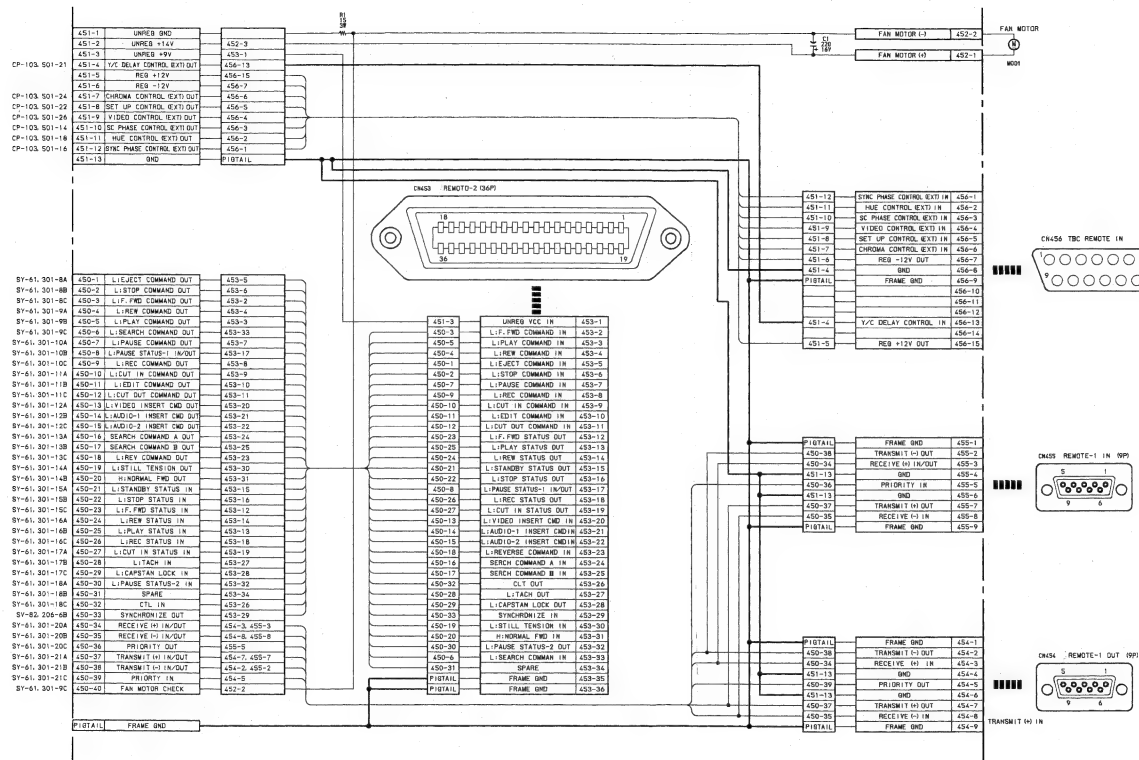 R1
15
3W
451-1 UNREG GND
451-2 UNREG +14V 452-3
451-3 UNREG +9V 453-1
CP-103. 501-21 451-4 Y/C DELAY CONTROL (EXT) OUT 456-13
451-5 REG +12V 456-15
451-6 REG -12V 456-7
CP-103. 501-24 451-7 CHROMA CONTROL (EXT) OUT 456-6
CP-103. 501-22 451-8 SET UP CONTROL (EXT) OUT 456-5
CP-103. 501-26 451-9 VIDEO CONTROL (EXT) OUT 456-4
CP-103. 501-14 451-10 SC PHASE CONTROL (EXT) OUT 456-3
CP-103. 501-18 451-11 HUE CONTROL (EXT) OUT 456-2
CP-103. 501-16 451-12 SYNC PHASE CONTROL (EXT) OUT 456-1
451-13 GND PIGTAIL
C1
220
16V
FAN MOTOR (-) 452-2
FAN MOTOR (+) 452-1
FAN MOTOR
M
M001
CN453 REMOTO-2 (36P)
18 1
36 19
451-12 SYNC PHASE CONTROL (EXT) IN 456-1
451-11 HUE CONTROL (EXT) IN 456-2
451-10 SC PHASE CONTROL (EXT) IN 456-3
451-9 VIDEO CONTROL (EXT) IN 456-4
451-8 SET UP CONTROL (EXT) IN 456-5
451-7 CHROMA CONTROL (EXT) IN 456-6
451-6 REG -12V OUT 456-7
451-4 GND 456-8
PIGTAIL FRAME GND 456-9
456-10
456-11
456-12
451-4 Y/C DELAY CONTROL IN 456-13
456-14
451-5 REG +12V OUT 456-15
CN456 TBC REMOTE IN
1
9
SY-61. 301-8A 450-1 L:EJECT COMMAND OUT 453-5
SY-61. 301-8B 450-2 L:STOP COMMAND OUT 453-6
SY-61. 301-8C 450-3 L:F.FWD COMMAND OUT 453-2
SY-61. 301-9A 450-4 L:REW COMMAND OUT 453-4
SY-61. 301-9B 450-5 L:PLAY COMMAND OUT 453-3
SY-61. 301-9C 450-6 L:SEARCH COMMAND OUT 453-33
SY-61. 301-10A 450-7 L:PAUSE COMMAND OUT 453-7
SY-61. 301-10B 450-8 L:PAUSE STATUS-1 IN/OUT 453-17
SY-61. 301-10C 450-9 L:REC COMMAND OUT 453-8
SY-61. 301-11A 450-10 L:CUT IN COMMAND OUT 453-9
SY-61. 301-11B 450-11 L:EDIT COMMAND OUT 453-10
SY-61. 301-11C 450-12 L:CUT OUT COMMAND OUT 453-11
SY-61. 301-12A 450-13 L:VIDEO INSERT CMD OUT 453-20
SY-61. 301-12B 450-14 L:AUDIO-1 INSERT CMD OUT 453-21
SY-61. 301-12C 450-15 L:AUDIO-2 INSERT CMD OUT 453-22
SY-61. 301-13A 450-16 SEARCH COMMAND A OUT 453-24
SY-61. 301-13B 450-17 SEARCH COMMAND B OUT 453-25
SY-61. 301-13C 450-18 L:REV COMMAND OUT 453-23
SY-61. 301-14A 450-19 L:STILL TENSION OUT 453-30
SY-61. 301-14B 450-20 H:NORMAL FWD OUT 453-31
SY-61. 301-15A 450-21 L:STANDBY STATUS IN 453-15
SY-61. 301-15B 450-22 L:STOP STATUS IN 453-16
SY-61. 301-15C 450-23 L:F.FWD STATUS IN 453-12
SY-61. 301-16A 450-24 L:REW STATUS IN 453-14
SY-61. 301-16B 450-25 L:PLAY STATUS IN 453-13
SY-61. 301-16C 450-26 L:REC STATUS IN 453-18
SY-61. 301-17A 450-27 L:CUT IN STATUS IN 453-19
SY-61. 301-17B 450-28 L:TACH IN 453-27
SY-61. 301-17C 450-29 L:CAPSTAN LOCK IN 453-28
SY-61. 301-18A 450-30 L:PAUSE STATUS-2 IN 453-32
SY-61. 301-18B 450-31 SPARE 453-34
SY-61. 301-18C 450-32 CTL IN 453-26
SV-82. 206-6B 450-33 SYNCHRONIZE OUT 453-29
SY-61. 301-20A 450-34 RECEIVE (+) IN/OUT 454-3, 455-3
SY-61. 301-20B 450-35 RECEIVE (-) IN/OUT 454-8, 455-8
SY-61. 301-20C 450-36 PRIORITY OUT 455-5
SY-61. 301-21A 450-37 TRANSMIT (+) IN/OUT 454-7, 455-7
SY-61. 301-21B 450-38 TRANSMIT (-) IN/OUT 454-2, 455-2
SY-61. 301-21C 450-39 PRIORTY IN 454-5
SY-61. 301-9C 450-40 FAN MOTOR CHECK 452-2
PIGTAIL FRAME GND
451-3 UNREG VCC IN 453-1
450-3 L:F.FWD COMMAND IN 453-2
450-5 L:PLAY COMMAND IN 453-3
450-4 L:REW COMMAND IN 453-4
450-1 L:EJECT COMMAND IN 453-5
450-2 L:STOP COMMAND IN 453-6
450-7 L:PAUSE COMMAND IN 453-7
450-9 L:REC COMMAND IN 453-8
450-10 L:CUT IN COMMAND IN 453-9
450-11 L:EDIT COMMAND IN 453-10
450-12 L:CUT OUT COMMAND IN 453-11
450-23 L:F.FWD STATUS OUT 453-12
450-25 L:PLAY STATUS OUT 453-13
450-24 L:REW STATUS OUT 453-14
450-21 L:STANDBY STATUS OUT 453-15
450-22 L:STOP STATUS OUT 453-16
450-8 L:PAUSE STATUS-1 IN/OUT 453-17
450-26 L:REC STATUS OUT 453-18
450-27 L:CUT IN STATUS OUT 453-19
450-13 L:VIDEO INSERT CMD IN 453-20
450-14 L:AUDIO-1 INSERT CMD IN 453-21
450-15 L:AUDIO-2 INSERT CMD IN 453-22
450-18 L:REVERSE COMMAND IN 453-23
450-16 SERCH COMMAND A IN 453-24
450-17 SERCH COMMAND B IN 453-25
450-32 CLT OUT 453-26
450-28 L:TACH OUT 453-27
450-29 L:CAPSTAN LOCK OUT 453-28
450-33 SYNCHRONIZE IN 453-29
450-19 L:STILL TENSION IN 453-30
450-20 H:NORMAL FWD IN 453-31
450-30 L:PAUSE STATUS-2 OUT 453-32
450-6 L:SEARCH COMMAN IN 453-33
450-31 SPARE 453-34
PIGTAIL FRAME GND 453-35
PIGTAIL FRAME GND 453-36
PIGTAIL FRAME GND 455-1
450-38 TRANSMIT (-) OUT 455-2
450-34 RECEIVE (+) IN/OUT 455-3
451-13 GND 455-4
450-36 PRIORITY IN 455-5
451-13 GND 455-6
450-37 TRANSMIT (+) OUT 455-7
450-35 RECEIVE (-) IN 455-8
PIGTAIL FRAME GND 455-9
CN455 REMOTE-1 IN (9P)
5 1
9 6
PIGTAIL FRAME GND 454-1
450-38 TRANSMIT (-) OUT 454-2
450-34 RECEIVE (+) IN 454-3
451-13 GND 454-4
450-39 PRIORITY OUT 454-5
451-13 GND 454-6
450-37 TRANSMIT (+) OUT 454-7
450-35 RECEIVE (-) IN 454-8
PIGTAIL FRAME GND 454-9
TRANSMIT (+) IN
CN454 REMOTE-1 OUT (9P)
5 1
9 6